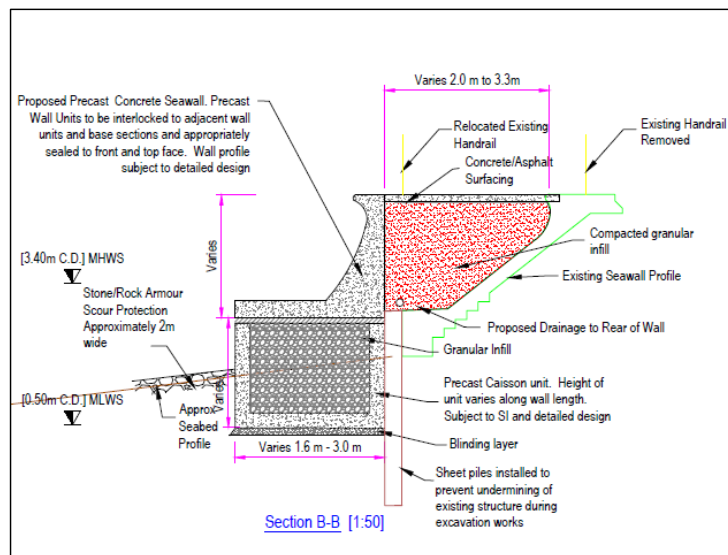 Varies 2.0 m to 3.3m
Proposed Precast Concrete Seawall. Precast
Wall Units to be interlocked to adjacent wall
units and base sections and appropriately
sealed to front and top face. Wall profile
subject to detailed design
Relocated Existing
Handrail
Existing Handrail
Removed
Concrete/Asphalt
Surfacing
Varies
Compacted granular
infill
[3.40m C.D.] MHWS
Existing Seawall Profile
Stone/Rock Armour
Scour Protection
Approximately 2m
wide
Proposed Drainage to Rear of Wall
Granular Infill
Varies
Precast Caisson unit. Height of
unit varies along wall length.
Subject to SI and detailed design
[0.50m C.D.] MLWS
Approx
Seabed
Profile
Blinding layer
Varies 1.6 m - 3.0 m
Sheet piles installed to
prevent undermining of
existing structure during
excavation works
Section B-B [1:50]